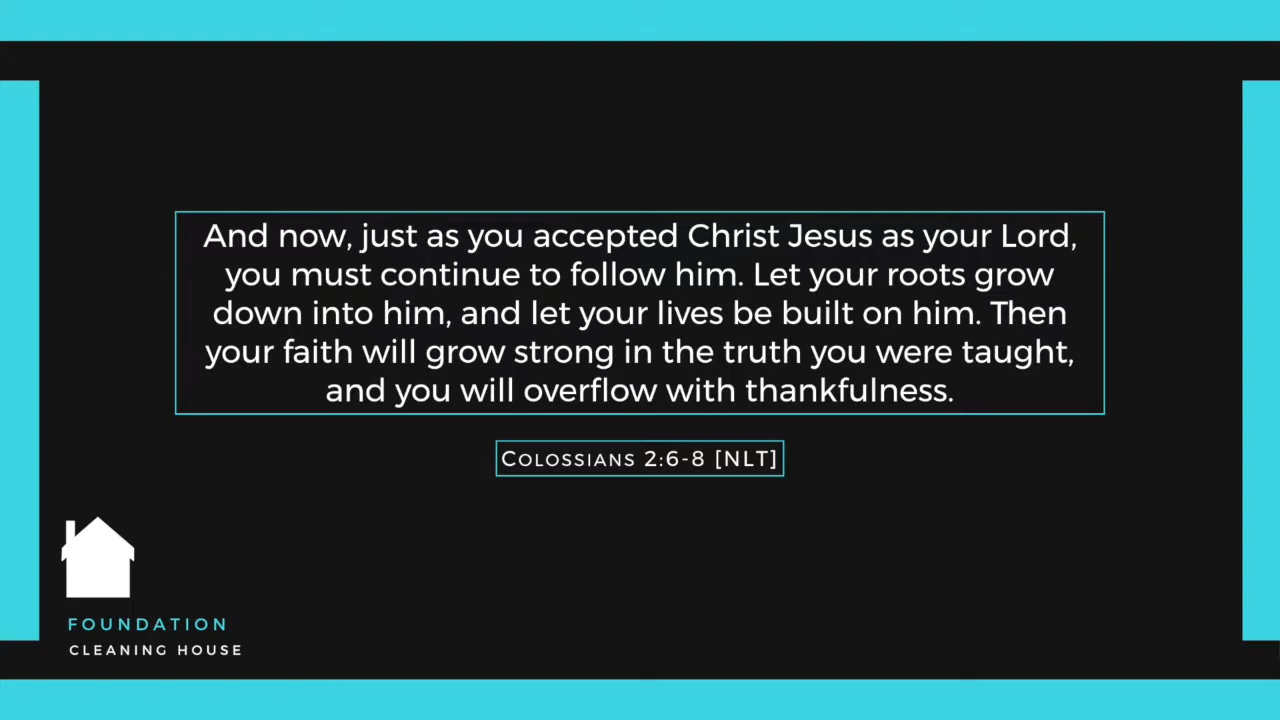 And now, just as you accepted Christ Jesus as your Lord,
you must continue to follow him. Let your roots grow
down into him, and let your lives be built on him. Then
your faith will grow strong in the truth you were taught,
and you will overflow with thankfulness.
Colossians 2:6-8 [NLT]
FOUNDATION
CLEANING HOUSE